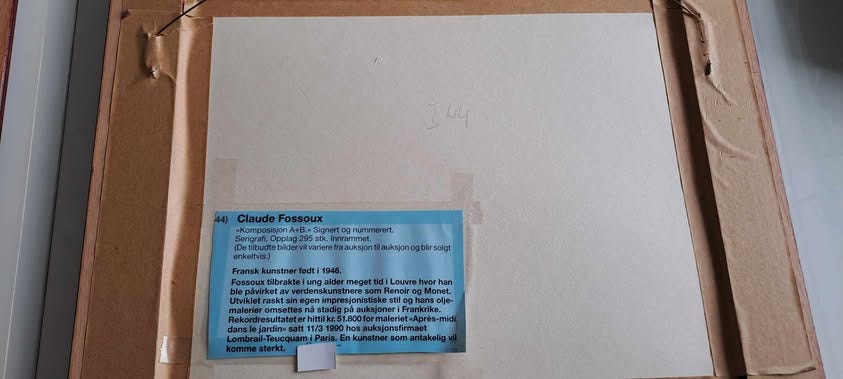 I 44
44) Claude Fossoux
«Komposisjon A+B.» Signert og nummerert.
Serigrafi. Opplag 295 stk. Innrammet.
(De tilbudte bilder vil variere fra auksjon til auksjon og blir solgt
enkeltvis.)
Fransk kunstner født i 1946.
Fossoux tilbrakte i ung alder meget tid i Louvre hvor han
ble påvirket av verdenskunstnere som Renoir og Monet.
Utviklet raskt sin egen impresjonistiske stil og hans olje-
malerier omsettes nå stadig på auksjoner i Frankrike.
Rekordresultatet er hittil kr. 51.800 for maleriet «Après-midi
dans le jardin» satt 11/3 1990 hos auksjonsfirmaet
Lombrail-Teucquam i Paris. En kunstner som antakelig vil
komme sterkt.